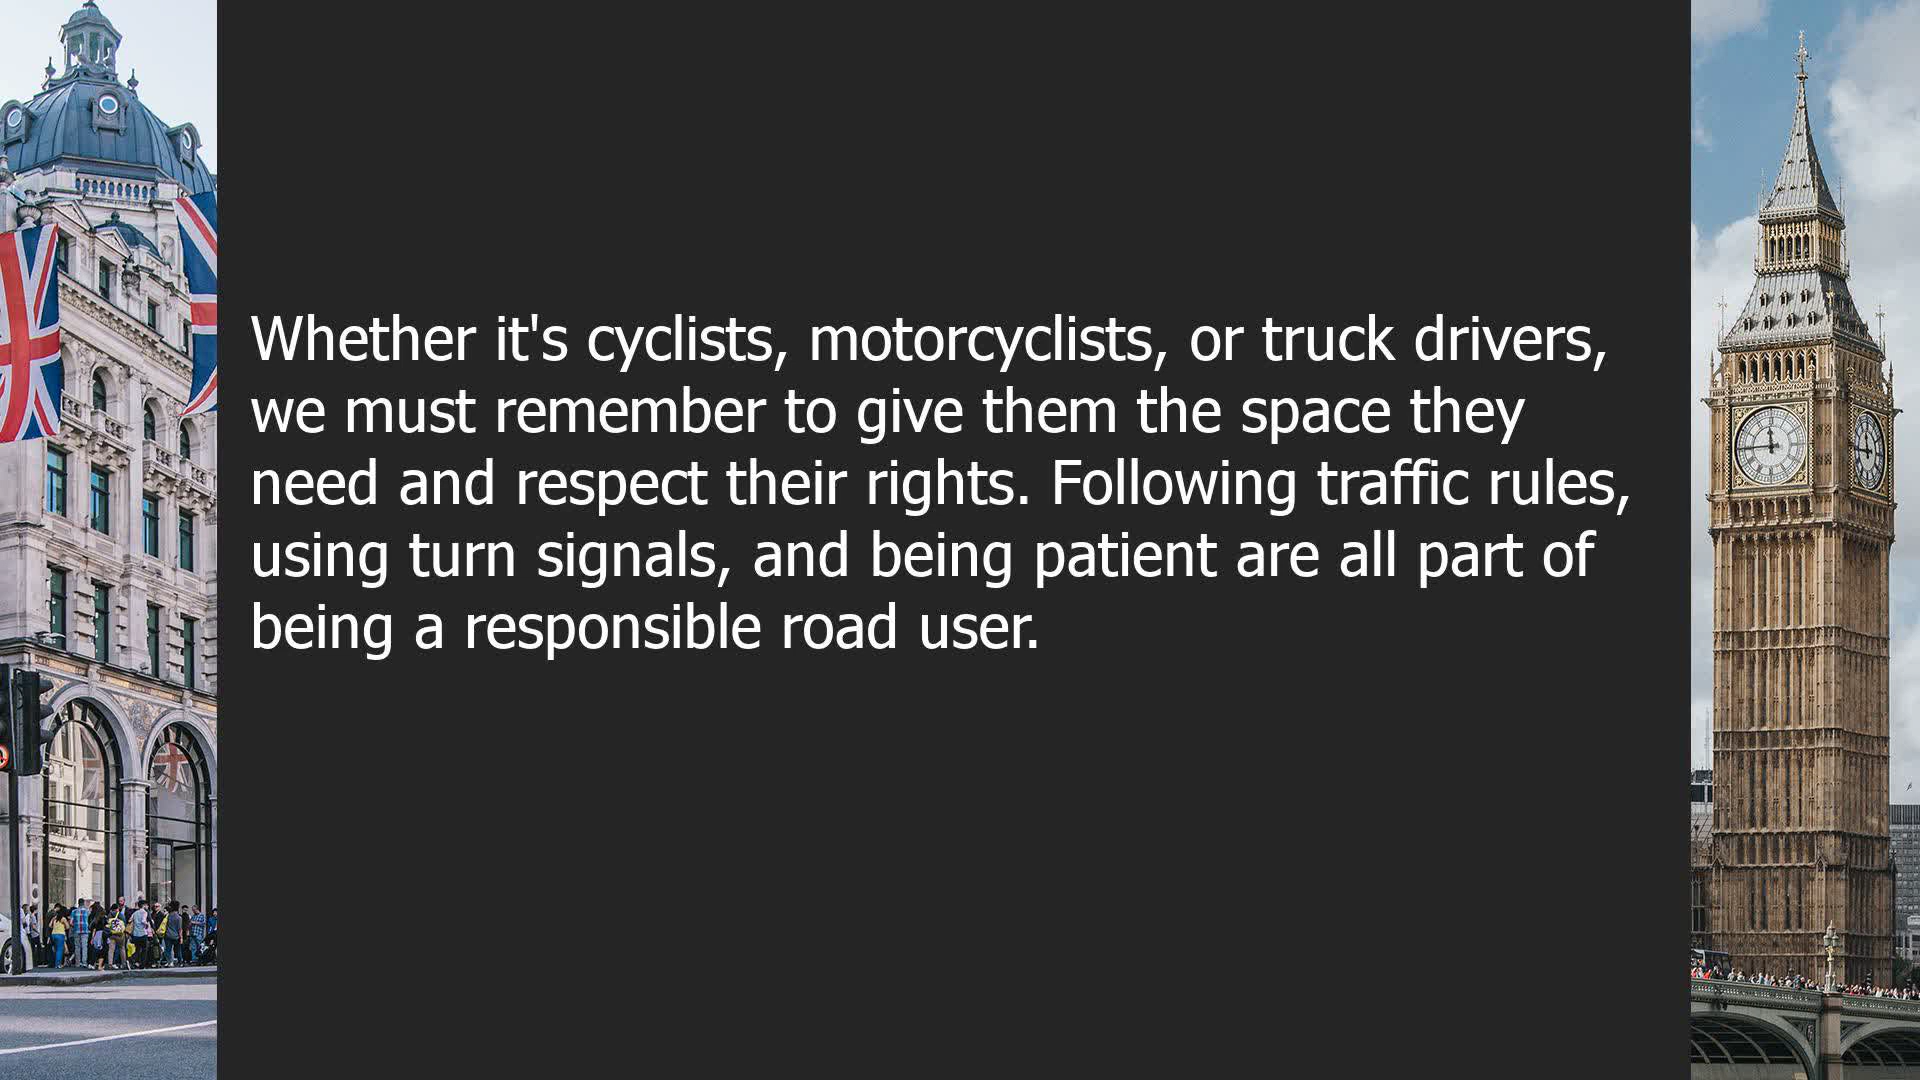 Whether it's cyclists, motorcyclists, or truck drivers,
we must remember to give them the space they
need and respect their rights. Following traffic rules,
using turn signals, and being patient are all part of
being a responsible road user.